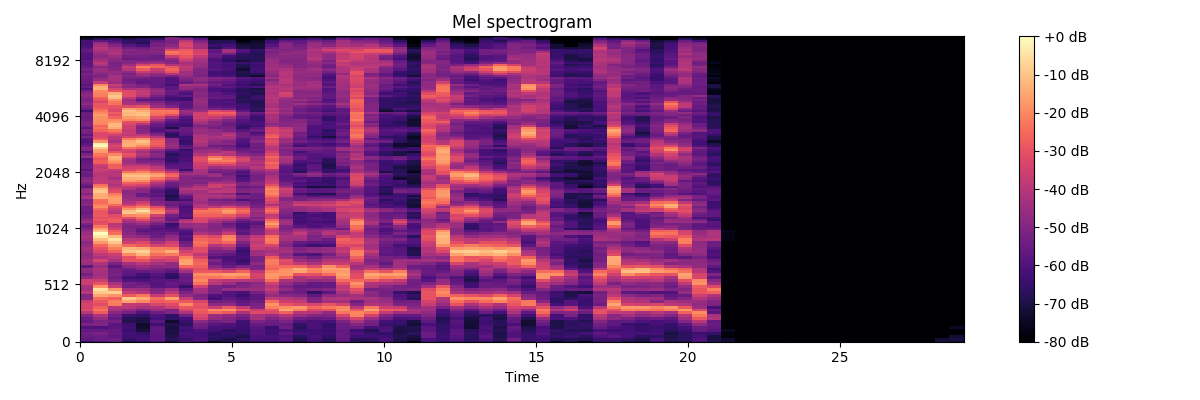 Mel spectrogram
8192
4096
2048
1024
512
0
Hz
0 5 10 15 20 25
Time
+0 dB
-10 dB
-20 dB
-30 dB
-40 dB
-50 dB
-60 dB
-70 dB
-80 dB